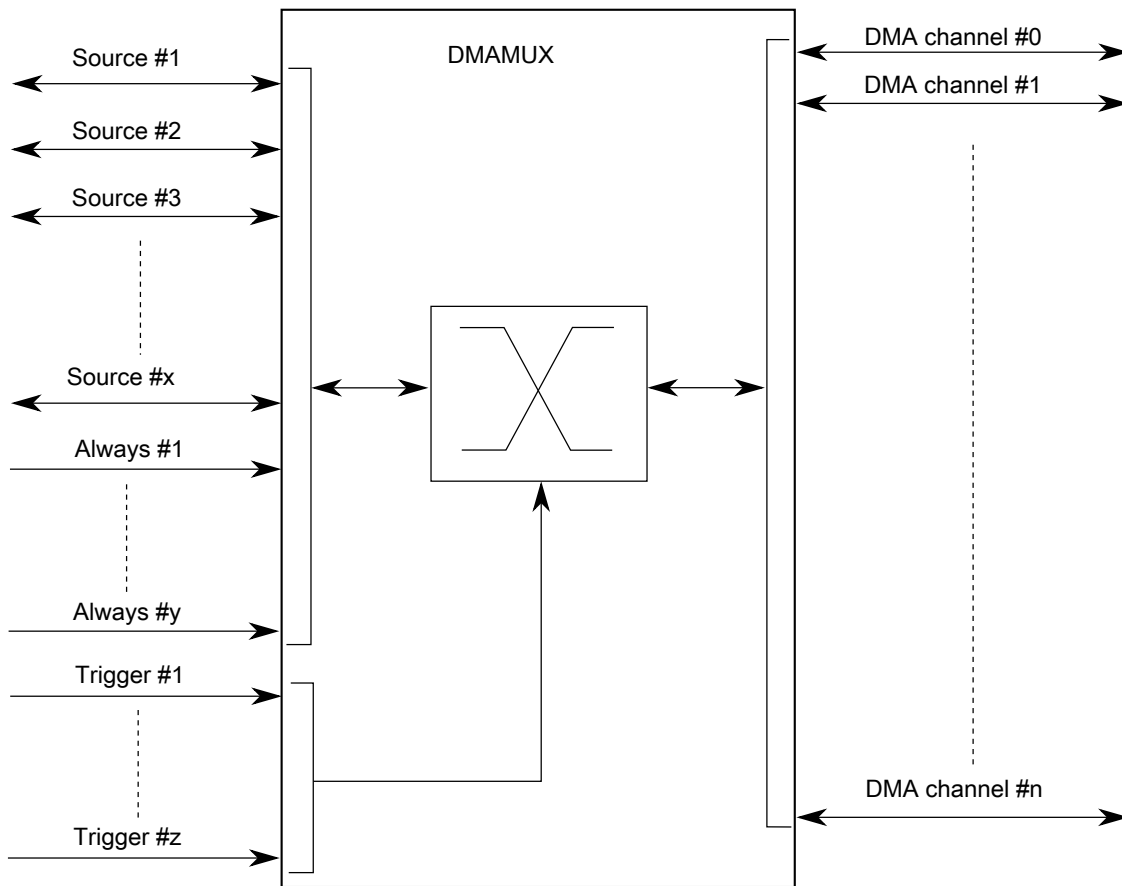 Source #1
Source #2
Source #3
Source #x
Always #1
Always #y
Trigger #1
Trigger #z
DMAMUX
DMA channel #0
DMA channel #1
DMA channel #n